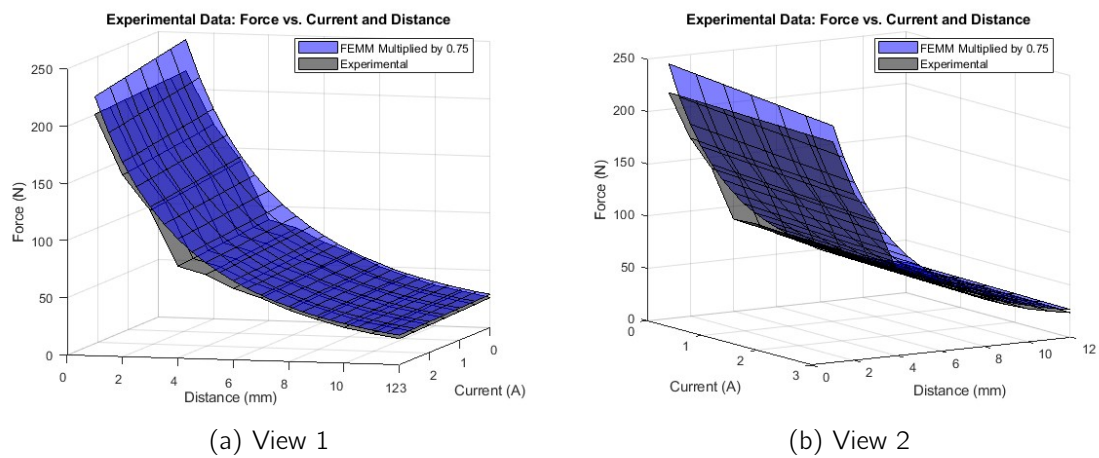 Experimental Data: Force vs. Current and Distance
FEMM Multiplied by 0.75
Experimental
250
200
150
100
50
0
Force (N)
0
2
4
6
8
10
123
2
1
0
Distance (mm)
Current (A)
(a) View 1
Experimental Data: Force vs. Current and Distance
FEMM Multiplied by 0.75
Experimental
250
200
150
100
50
0
Force (N)
0
1
2
3
0
2
4
6
8
10
12
Current (A)
Distance (mm)
(b) View 2